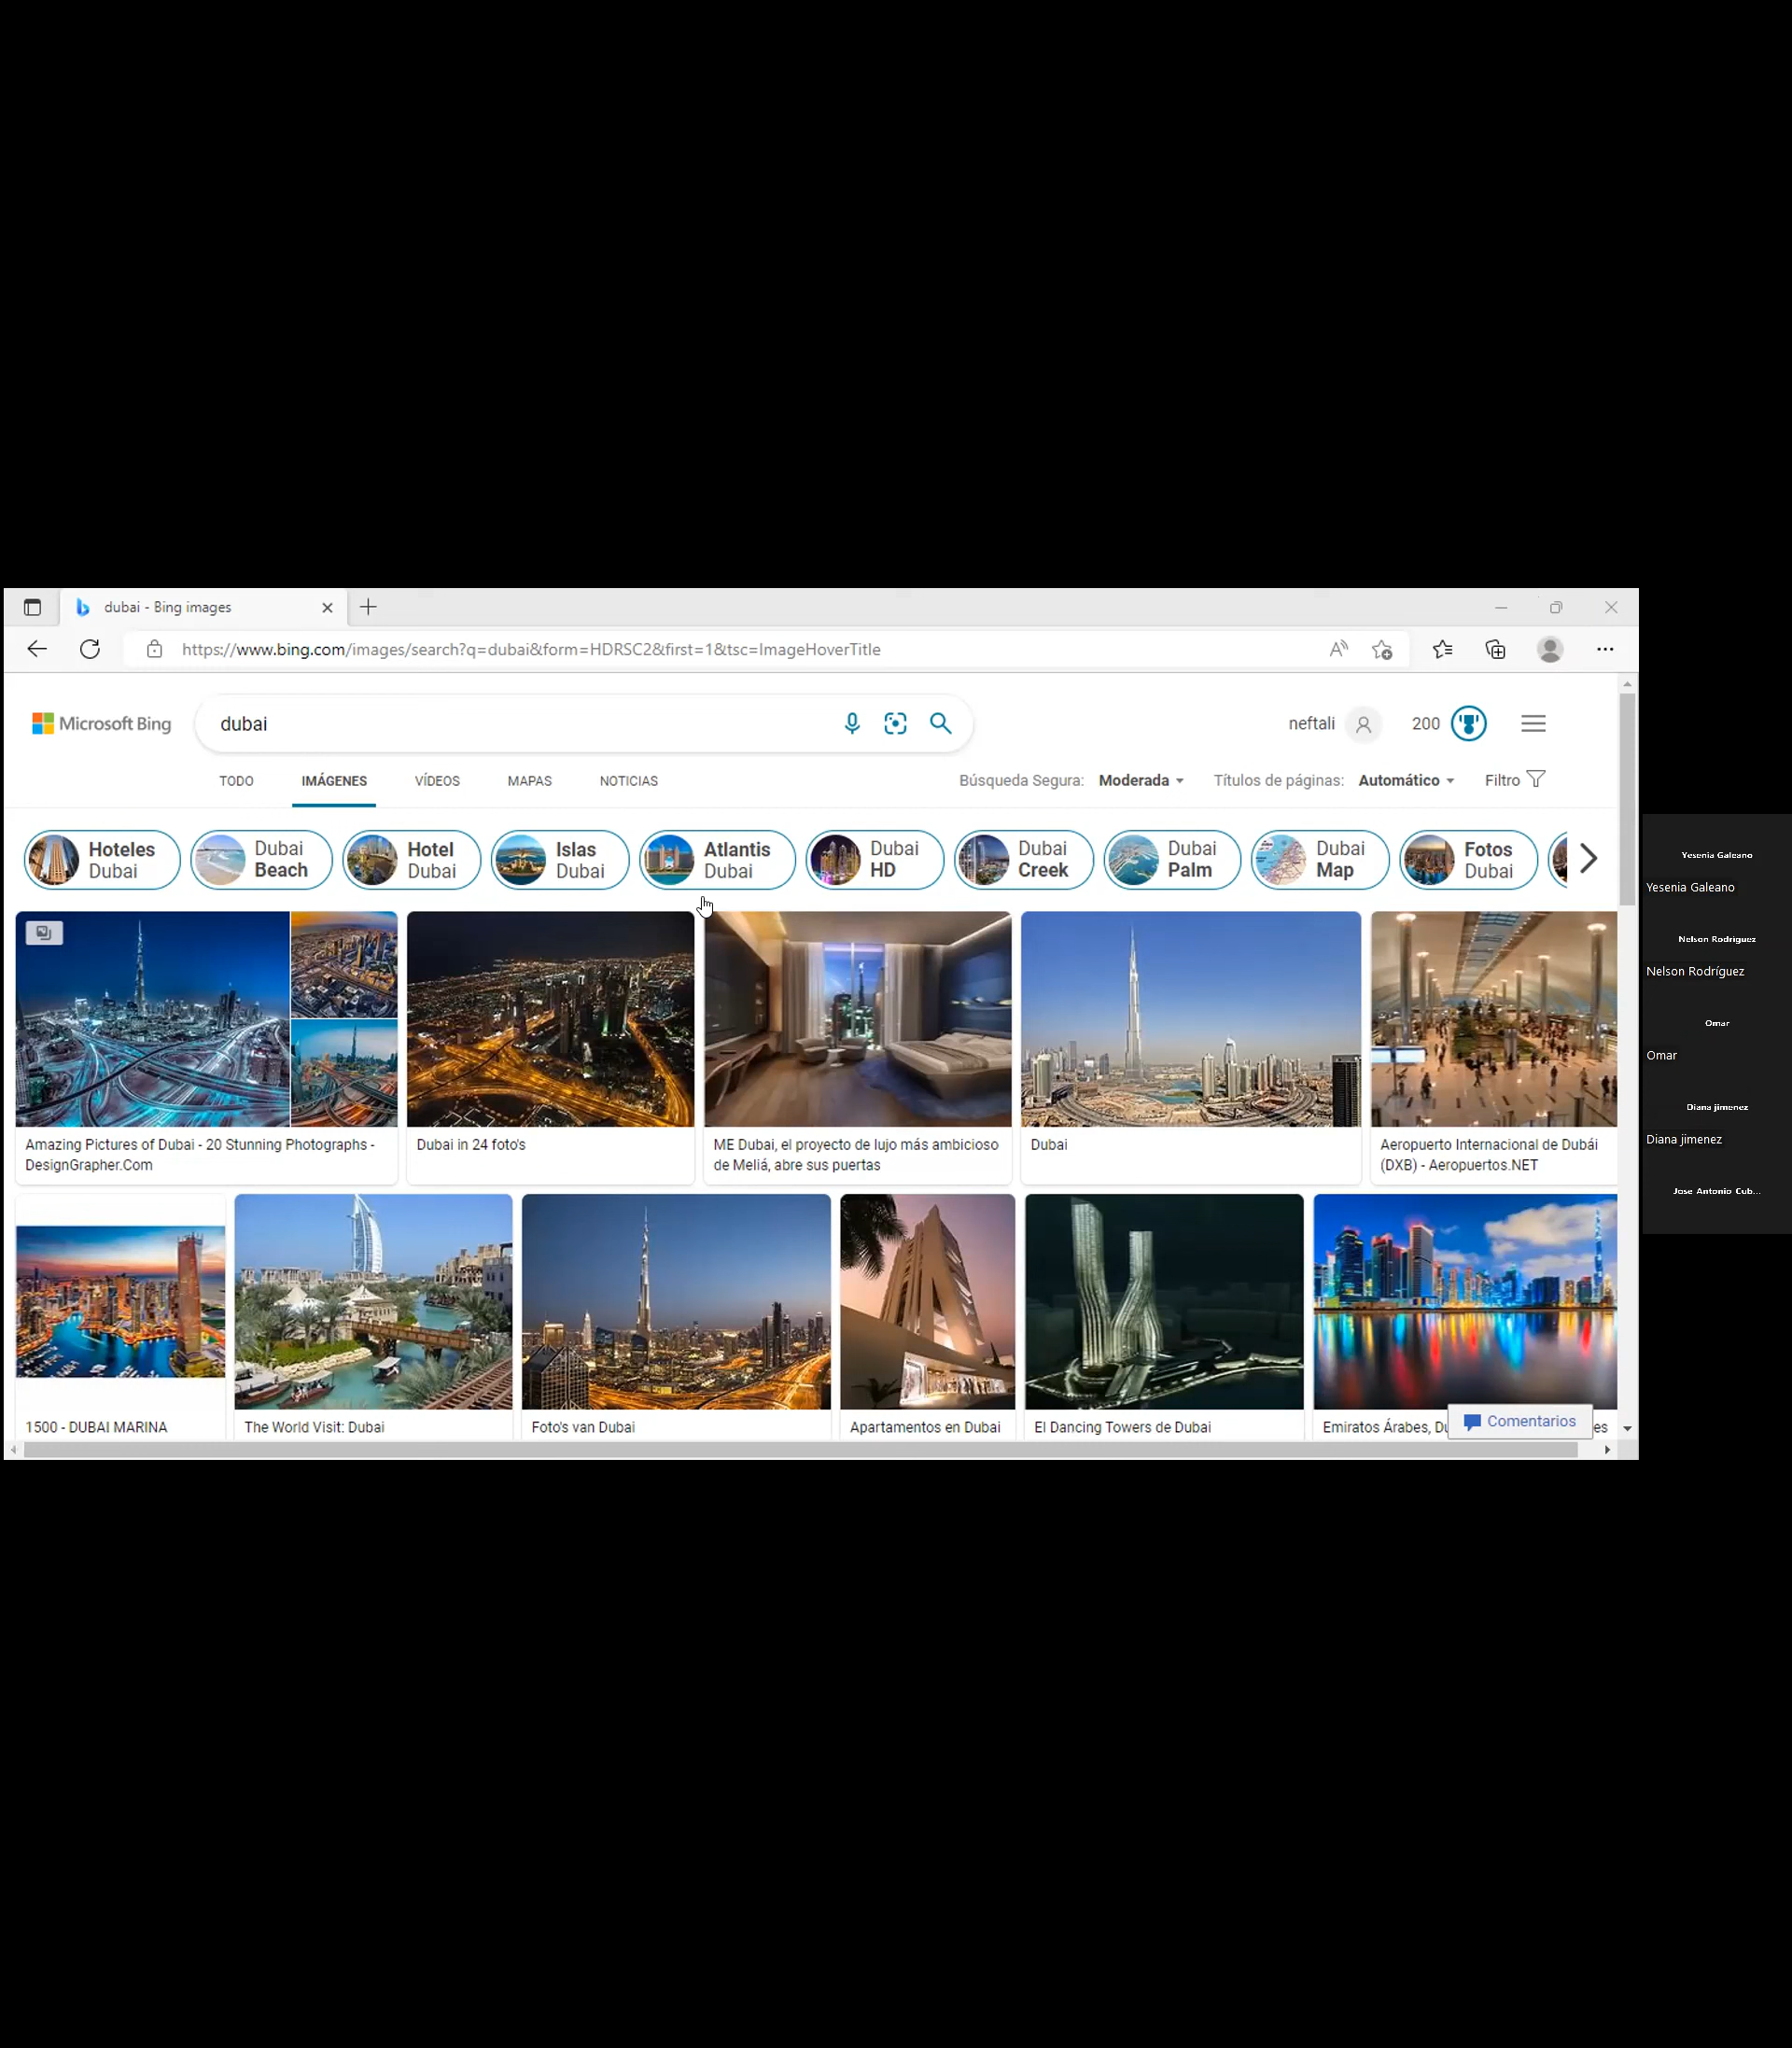 dubai - Bing images
https://www.bing.com/images/search?q=dubai&form=HDRSC2&first=1&tsc=ImageHoverTitle
Microsoft Bing
dubai
neftali
200
TODO
IMÁGENES
VÍDEOS
MAPAS
NOTICIAS
Búsqueda Segura: Moderada
Títulos de páginas: Automático
Filtro
Hoteles
Dubai
Dubai
Beach
Hotel
Dubai
Islas
Dubai
Atlantis
Dubai
Dubai
HD
Dubai
Creek
Dubai
Palm
Dubai
Map
Fotos
Dubai
Amazing Pictures of Dubai - 20 Stunning Photographs -
DesignGrapher.Com
Dubai in 24 foto's
ME Dubai, el proyecto de lujo más ambicioso
de Meliá, abre sus puertas
Dubai
Aeropuerto Internacional de Dubái
(DXB) - Aeropuertos.NET
1500 - DUBAI MARINA
The World Visit: Dubai
Foto's van Dubai
Apartamentos en Dubai
El Dancing Towers de Dubai
Emiratos Árabes, Du
es
Comentarios
Yesenia Galeano
Yesenia Galeano
Nelson Rodríguez
Nelson Rodríguez
Omar
Omar
Diana jimenez
Diana jimenez
Jose Antonio Cub...